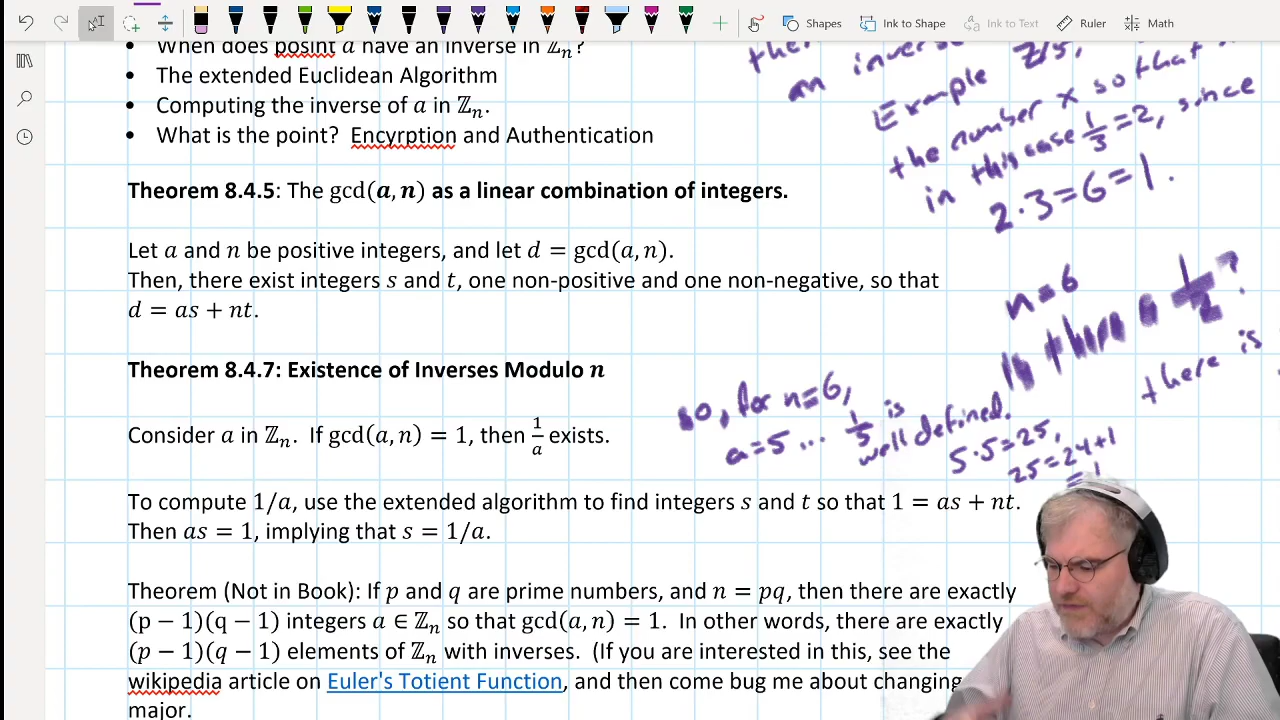 Shapes
Ink to Shape
Ink to Text
Ruler
Math
• When does posint a have an inverse in ℤₙ?
• The extended Euclidean Algorithm
• Computing the inverse of a in ℤₙ.
• What is the point? Encyrption and Authentication
Theorem 8.4.5: The gcd(a, n) as a linear combination of integers.
Let a and n be positive integers, and let d = gcd(a, n).
Then, there exist integers s and t, one non-positive and one non-negative, so that
d = as + nt.
Theorem 8.4.7: Existence of Inverses Modulo n
Consider a in ℤₙ. If gcd(a, n) = 1, then 1/a exists.
To compute 1/a, use the extended algorithm to find integers s and t so that 1 = as + nt.
Then as = 1, implying that s = 1/a.
Theorem (Not in Book): If p and q are prime numbers, and n = pq, then there are exactly
(p − 1)(q − 1) integers a ∈ ℤₙ so that gcd(a, n) = 1. In other words, there are exactly
(p − 1)(q − 1) elements of ℤₙ with inverses. (If you are interested in this, see the
wikipedia article on Euler's Totient Function, and then come bug me about changing
major.
an inverse
Example Z/5,
the number x so that
in this case 1/3 = 2, since
2·3=6=1.
n=6
Is there a 1/2?
there is
so, for n=6,
a=5 ... 1/5 is
well defined.
5·5=25,
25=24+1
=1